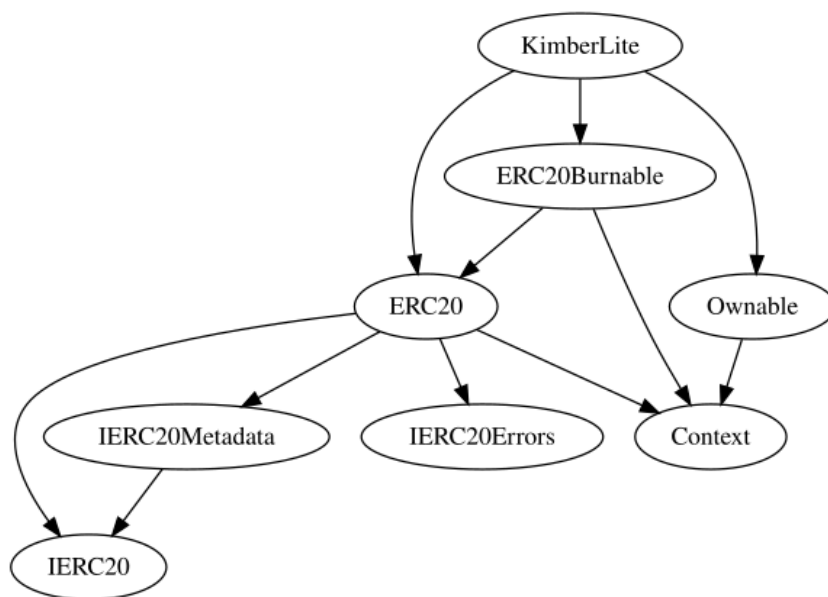 KimberLite
ERC20Burnable
ERC20
Ownable
IERC20Metadata
IERC20Errors
Context
IERC20